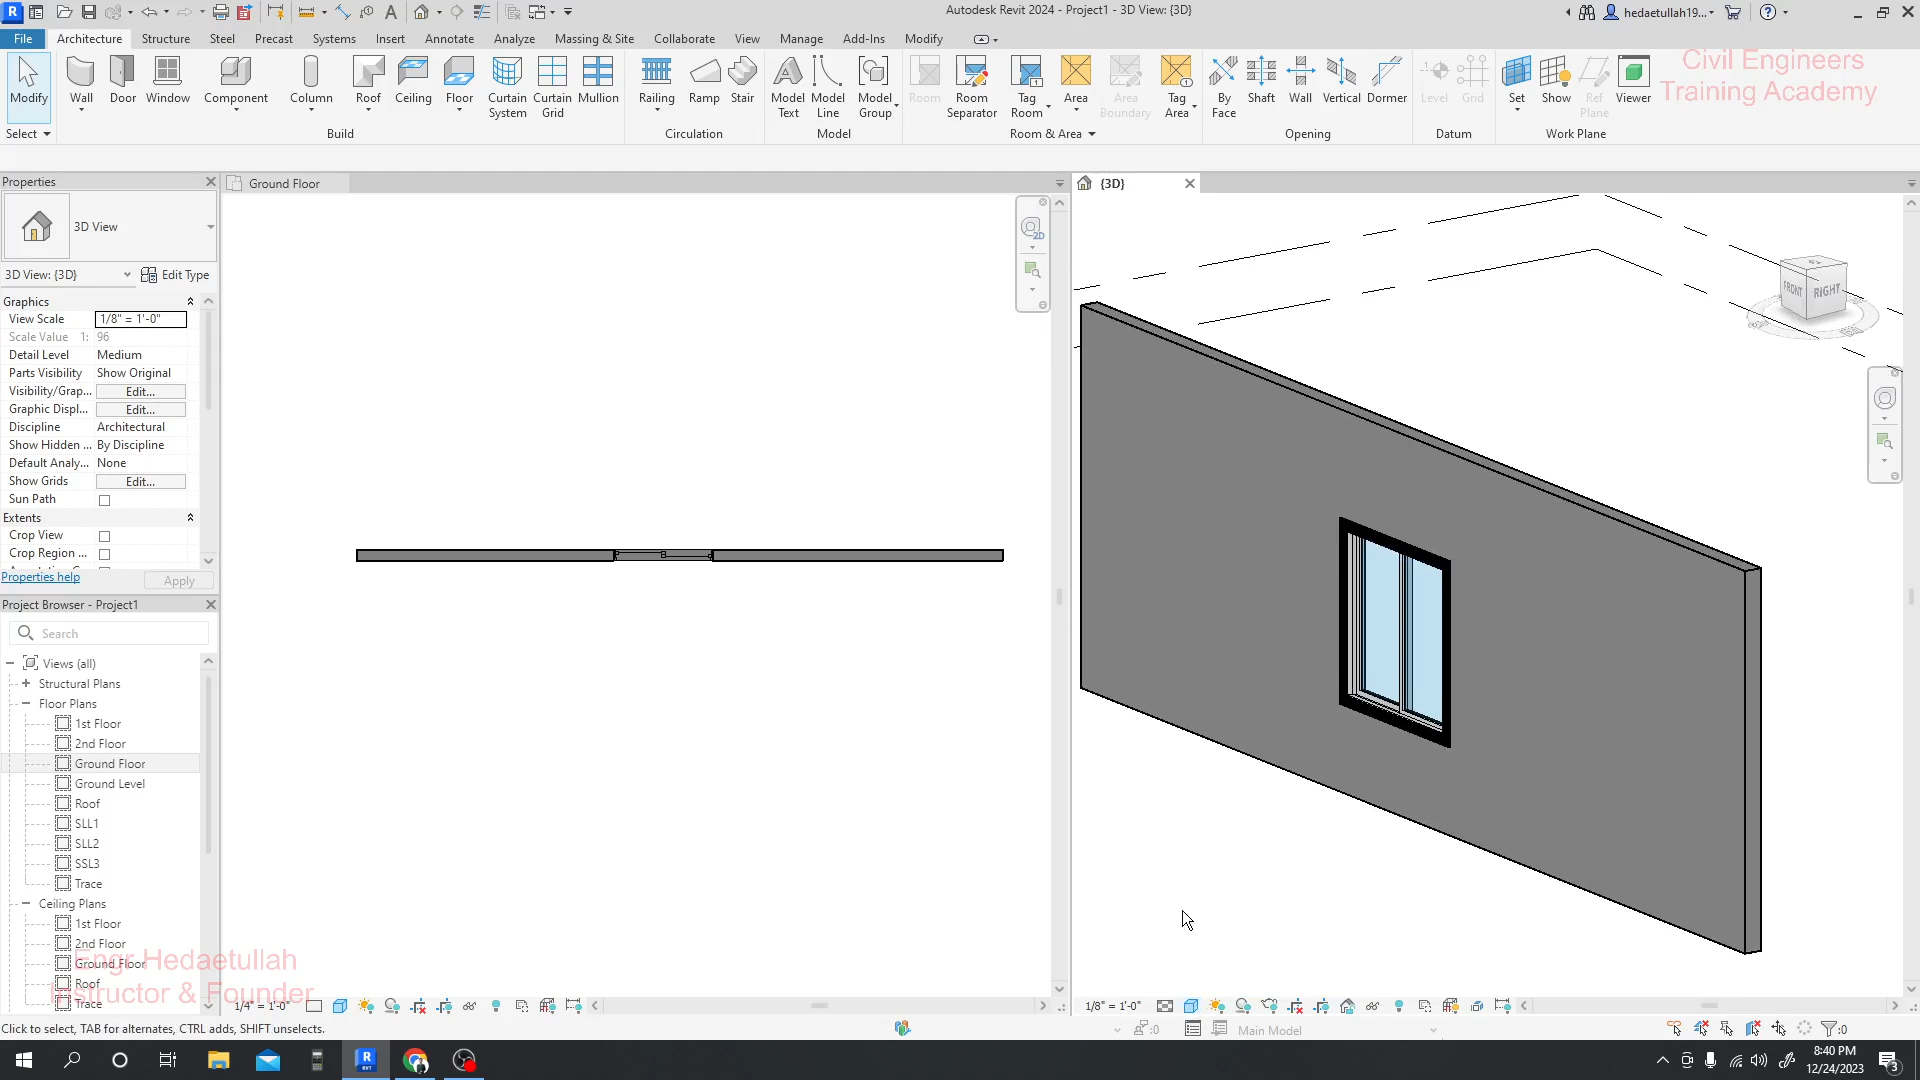 Autodesk Revit 2024 - Project1 - 3D View: {3D}
hedaetullah19...
File Architecture Structure Steel Precast Systems Insert Annotate Analyze Massing & Site Collaborate View Manage Add-Ins Modify
Modify Wall Door Window Component Column Roof Ceiling Floor Curtain System Curtain Grid Mullion Railing Ramp Stair Model Text Model Line Model Group Room Room Separator Tag Room Area Area Boundary Tag Area By Face Shaft Wall Vertical Dormer Level Grid Set Show Ref Plane Viewer
Civil Engineers
Training Academy
Select Build Circulation Model Room & Area Opening Datum Work Plane
Properties
3D View
3D View: {3D} Edit Type
Graphics
View Scale 1/8" = 1'-0"
Scale Value 1: 96
Detail Level Medium
Parts Visibility Show Original
Visibility/Grap... Edit...
Graphic Displ... Edit...
Discipline Architectural
Show Hidden ... By Discipline
Default Analy... None
Show Grids Edit...
Sun Path
Extents
Crop View
Crop Region ...
Properties help Apply
Project Browser - Project1
Search
Views (all)
Structural Plans
Floor Plans
1st Floor
2nd Floor
Ground Floor
Ground Level
Roof
SLL1
SLL2
SSL3
Trace
Ceiling Plans
1st Floor
2nd Floor
Ground Floor
Roof
Trace
Engr.Hedaetullah
Instructor & Founder
Ground Floor
2D
{3D}
FRONT RIGHT
1/4" = 1'-0"
1/8" = 1'-0"
Click to select, TAB for alternates, CTRL adds, SHIFT unselects.
:0
Main Model
:0
8:40 PM
12/24/2023
3